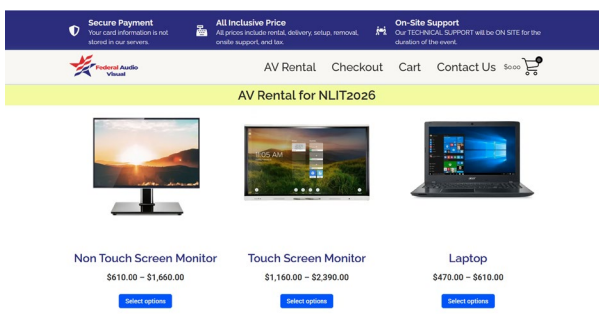 Secure Payment
Your card information is not
stored in our servers.
All Inclusive Price
All prices include rental, delivery, setup, removal,
onsite support, and tax.
On-Site Support
Our TECHNICAL SUPPORT will be ON SITE for the
duration of the event.
Federal Audio
Visual
AV Rental Checkout Cart Contact Us $0.00 0
AV Rental for NLIT2026
11:05 AM
acer
Non Touch Screen Monitor
$610.00 – $1,660.00
Select options
Touch Screen Monitor
$1,160.00 – $2,390.00
Select options
Laptop
$470.00 – $610.00
Select options